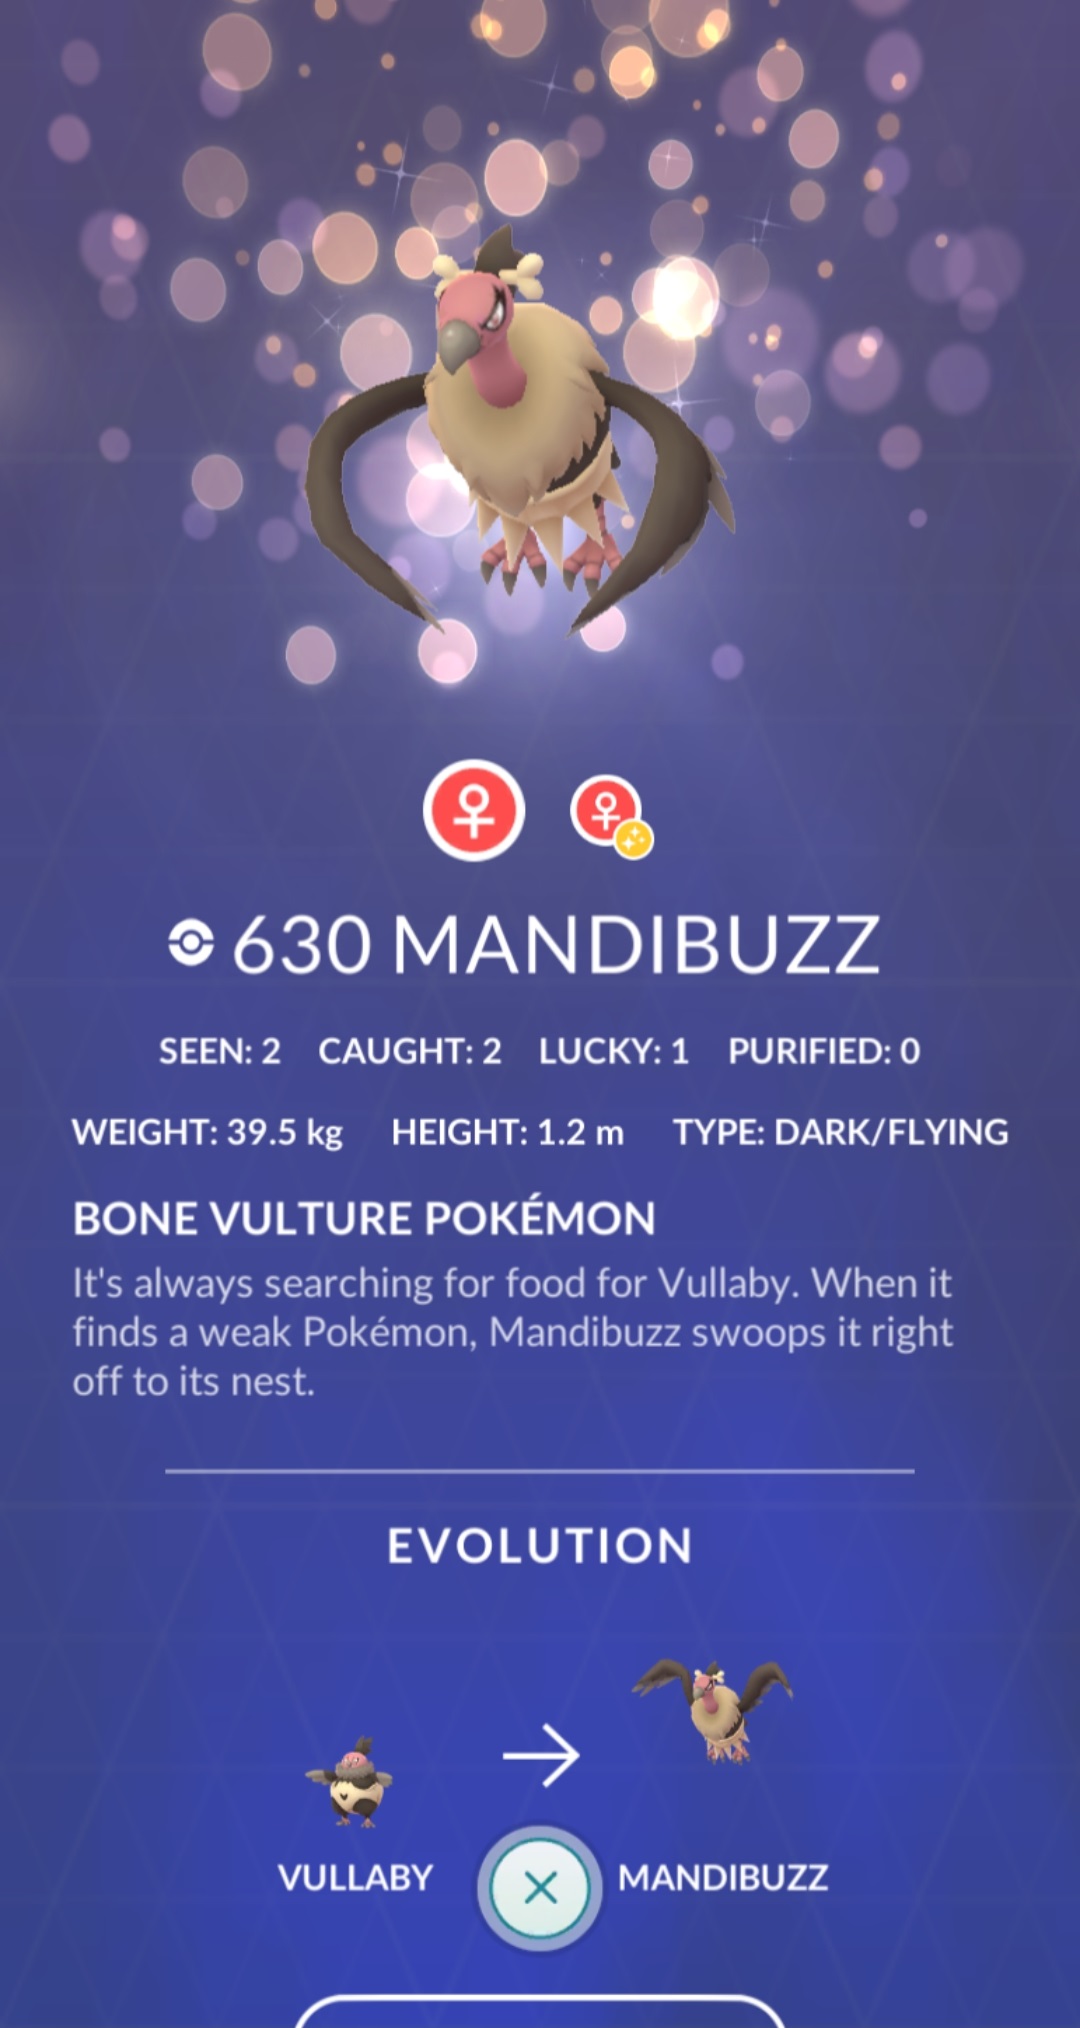 630 MANDIBUZZ
SEEN: 2 CAUGHT: 2 LUCKY: 1 PURIFIED: 0
WEIGHT: 39.5 kg HEIGHT: 1.2 m TYPE: DARK/FLYING
BONE VULTURE POKÉMON
It's always searching for food for Vullaby. When it
finds a weak Pokémon, Mandibuzz swoops it right
off to its nest.
EVOLUTION
VULLABY MANDIBUZZ